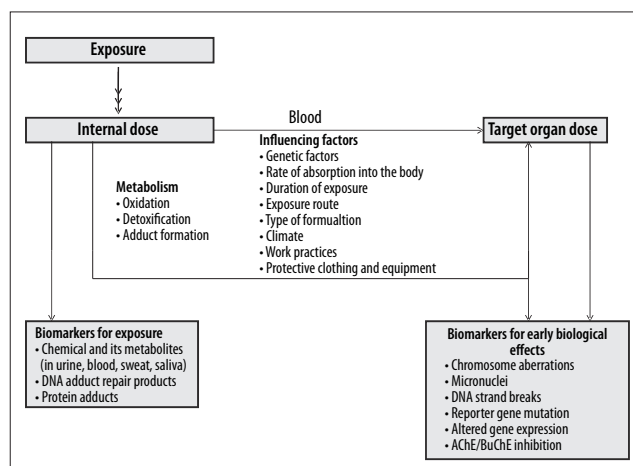 Exposure
Internal dose
Blood
Target organ dose
Influencing factors
• Genetic factors
• Rate of absorption into the body
• Duration of exposure
• Exposure route
• Type of formualtion
• Climate
• Work practices
• Protective clothing and equipment
Metabolism
• Oxidation
• Detoxification
• Adduct formation
Biomarkers for exposure
• Chemical and its metabolites
(in urine, blood, sweat, saliva)
• DNA adduct repair products
• Protein adducts
Biomarkers for early biological
effects
• Chromosome aberrations
• Micronuclei
• DNA strand breaks
• Reporter gene mutation
• Altered gene expression
• AChE/BuChE inhibition